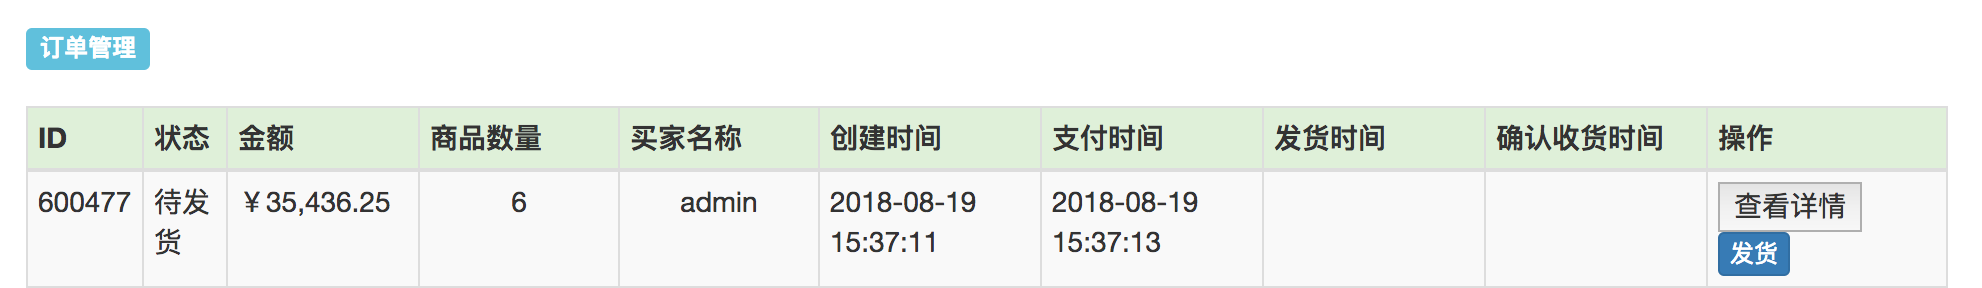 订单管理
ID 状态 金额 商品数量 买家名称 创建时间 支付时间 发货时间 确认收货时间 操作
600477 待发 ￥35,436.25 6 admin 2018-08-19 2018-08-19 查看详情
货 15:37:11 15:37:13 发货